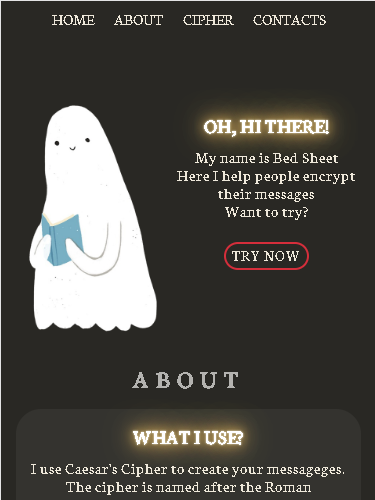 HOME ABOUT CIPHER CONTACTS
OH, HI THERE!
My name is Bed Sheet
Here I help people encrypt
their messages
Want to try?
TRY NOW
ABOUT
WHAT I USE?
I use Caesar's Cipher to create your messageges.
The cipher is named after the Roman